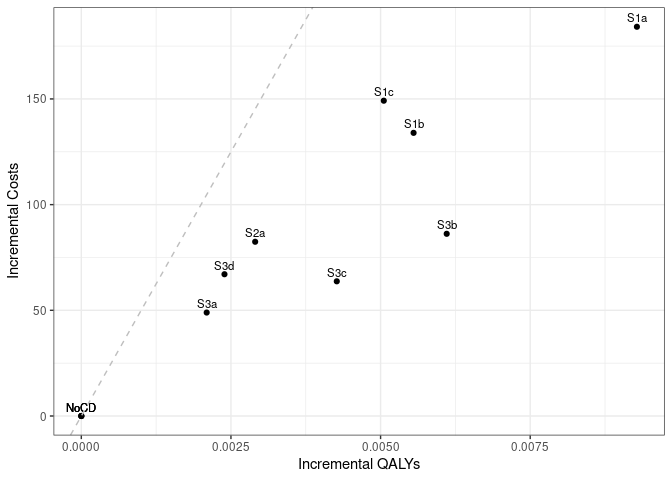 S1a
150
S1c
S1b
100
S3b
S2a
S3d
S3c
50
S3a
NoCD
0
0.0000
0.0025
0.0050
0.0075
Incremental QALYs
Incremental Costs